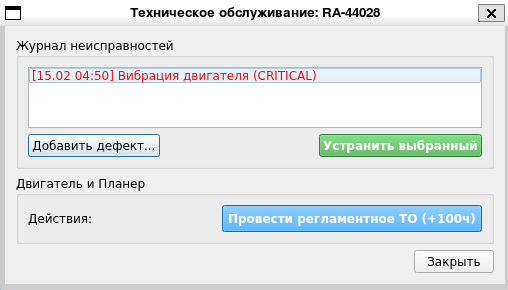 Техническое обслуживание: RA-44028
Журнал неисправностей
[15.02 04:50] Вибрация двигателя (CRITICAL)
Добавить дефект... Устранить выбранный
Двигатель и Планер
Действия: Провести регламентное ТО (+100ч)
Закрыть